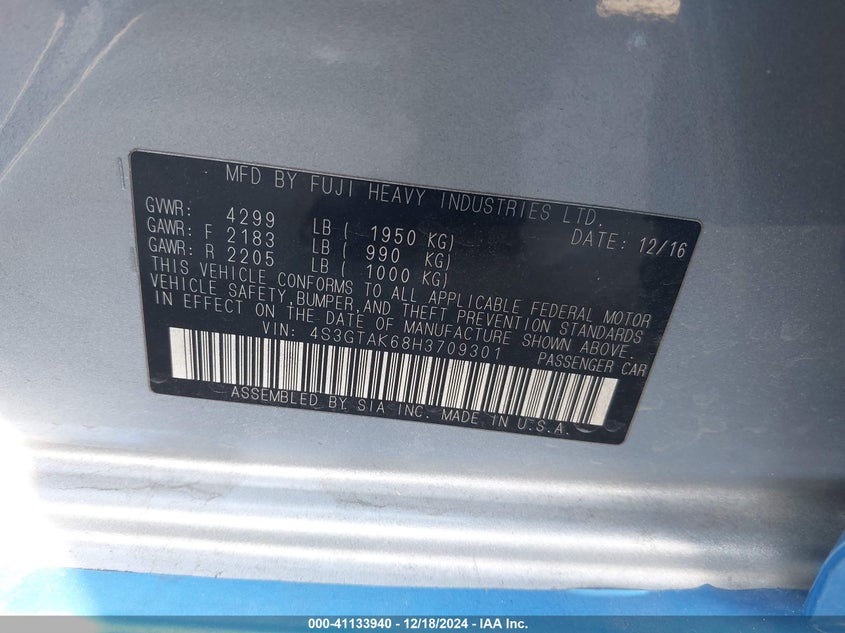 MFD BY FUJI HEAVY INDUSTRIES LTD.
GVWR: 4299 LB ( 1950 KG) DATE: 12/16
GAWR: F 2183 LB ( 990 KG)
GAWR: R 2205 LB ( 1000 KG)
THIS VEHICLE CONFORMS TO ALL APPLICABLE FEDERAL MOTOR
VEHICLE SAFETY, BUMPER, AND THEFT PREVENTION STANDARDS
IN EFFECT ON THE DATE OF MANUFACTURE SHOWN ABOVE.
VIN: 4S3GTAK68H3709301 PASSENGER CAR
ASSEMBLED BY SIA INC. MADE IN U.S.A.
000-41133940 - 12/18/2024 - IAA Inc.